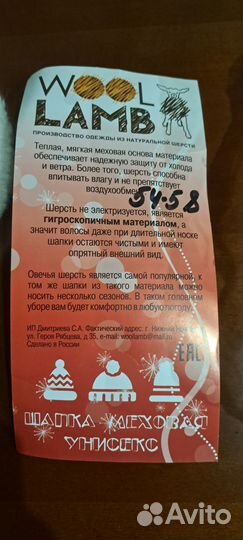 WOOL
LAMB
ПРОИЗВОДСТВО ОДЕЖДЫ ИЗ НАТУРАЛЬНОЙ ШЕРСТИ
Теплая, мягкая меховая основа материала
обеспечивает надежную защиту от холода
и ветра. Более того, шерсть способна
впитывать влагу и не препятствует
воздухообмену
54-58
Шерсть не электризуется, является
гигроскопичным материалом, а
значит волосы даже при длительной носке
шапки остаются чистыми и имеют
опрятный внешний вид.
Овечья шерсть является самой популярной, к
том же шапки из такого материала можно
носить несколько сезонов. В таком головном
уборе вам будет комфортно в любую погоду.
ИП Дмитриева С.А. Фактический адрес, г. Нижний
ул. Героя Рябцева, д 35, e-mail: woollamb@mail.ru
Сделано в России
EAC
ШАПКА МЕХОВАЯ
УНИСЕКС
Avito